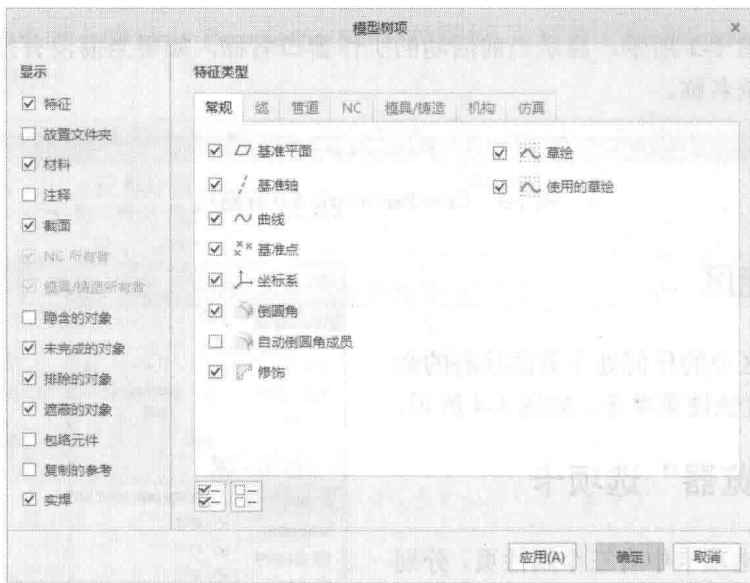 模型树项
显示
特征
放置文件夹
材料
注释
截面
NC 所有者
模具/铸造所有者
隐含的对象
未完成的对象
排除的对象
遮蔽的对象
包络元件
复制的参考
实焊
特征类型
常规 缆 管道 NC 模具/铸造 机构 仿真
基准平面
基准轴
曲线
基准点
坐标系
倒圆角
自动倒圆角成员
修饰
草绘
使用的草绘
应用(A) 确定 取消